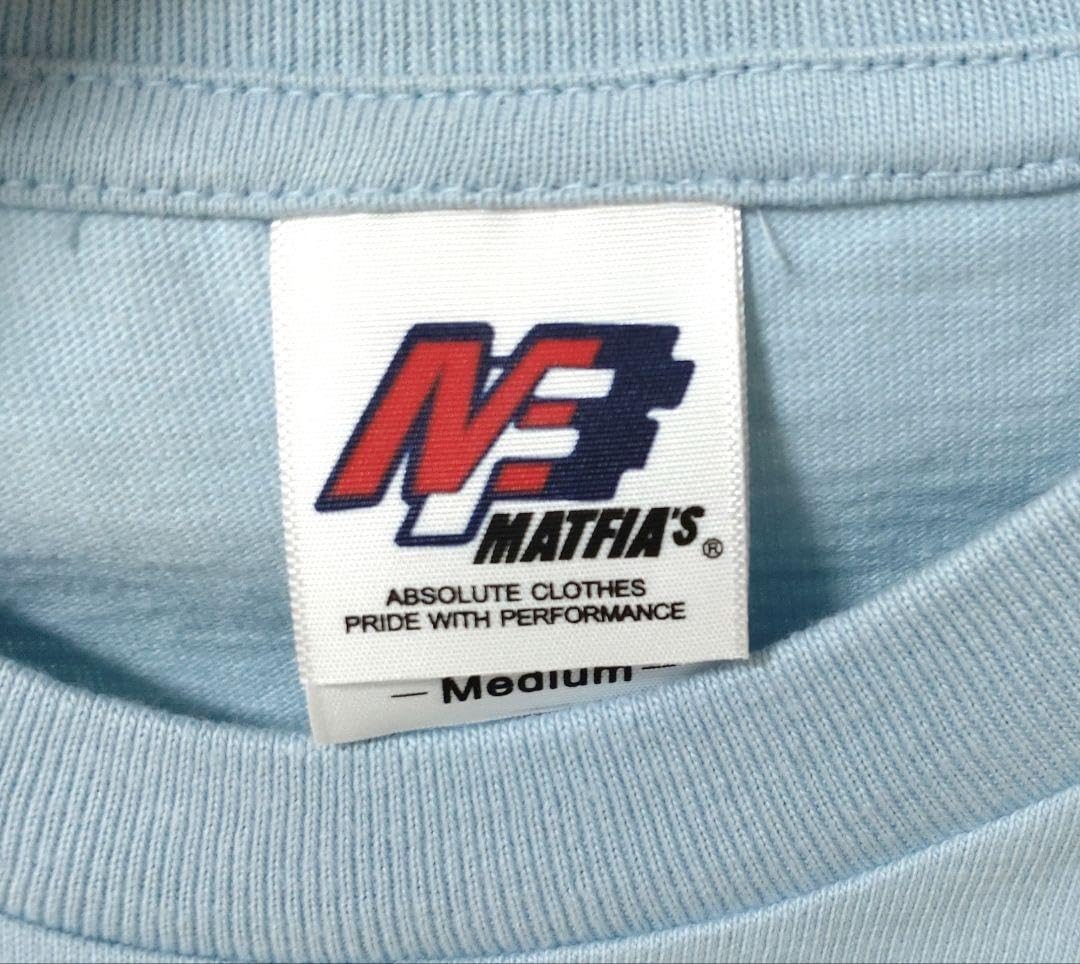 MATFIA'S ®
ABSOLUTE CLOTHES
PRIDE WITH PERFORMANCE
- Medium -